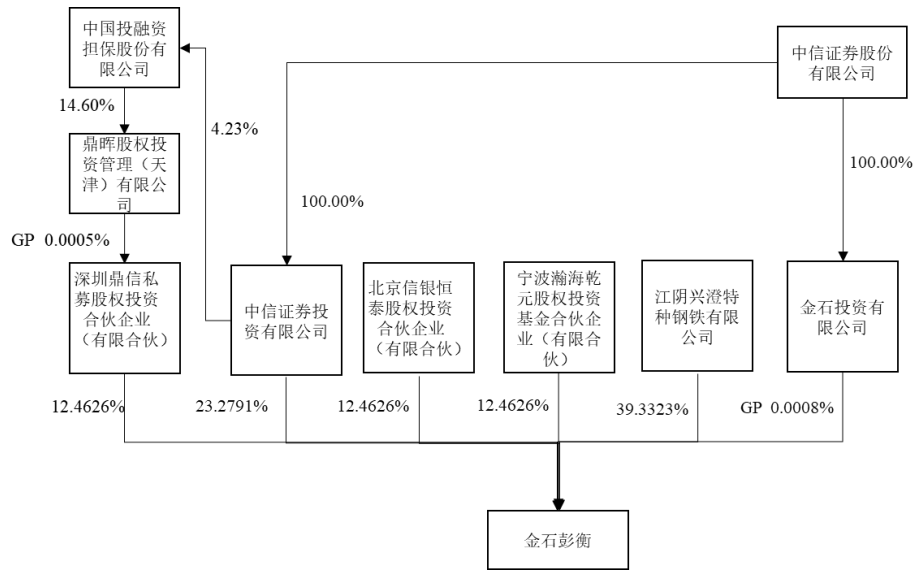 中国投融资
担保股份有
限公司
中信证券股份
有限公司
14.60%
4.23%
鼎晖股权投
资管理（天
津）有限公
司
100.00%
100.00%
GP 0.0005%
深圳鼎信私
募股权投资
合伙企业
（有限合伙）
中信证券投
资有限公司
北京信银恒
泰股权投资
合伙企业
（有限合伙）
宁波瀚海乾
元股权投资
基金合伙企
业（有限合
伙）
江阴兴澄特
种钢铁有限
公司
金石投资有
限公司
12.4626%
23.2791%
12.4626%
12.4626%
39.3323%
GP 0.0008%
金石彭衡